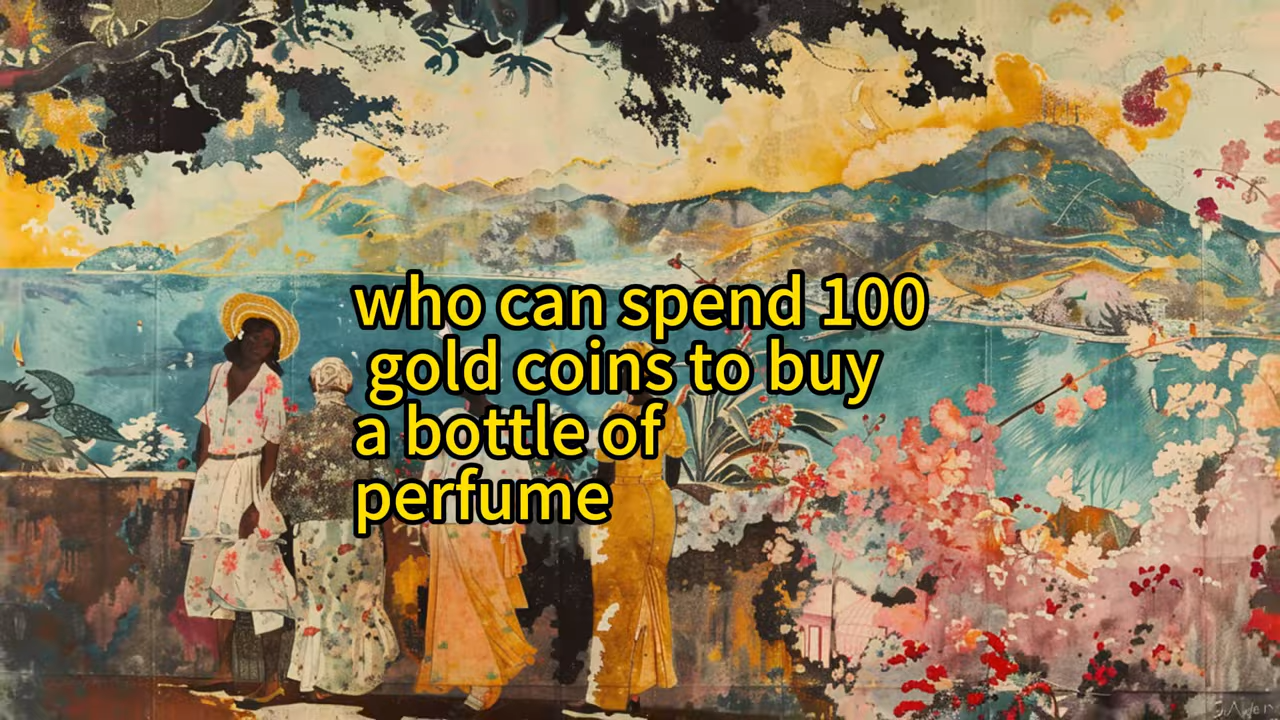 who can spend 100
gold coins to buy
a bottle of
perfume